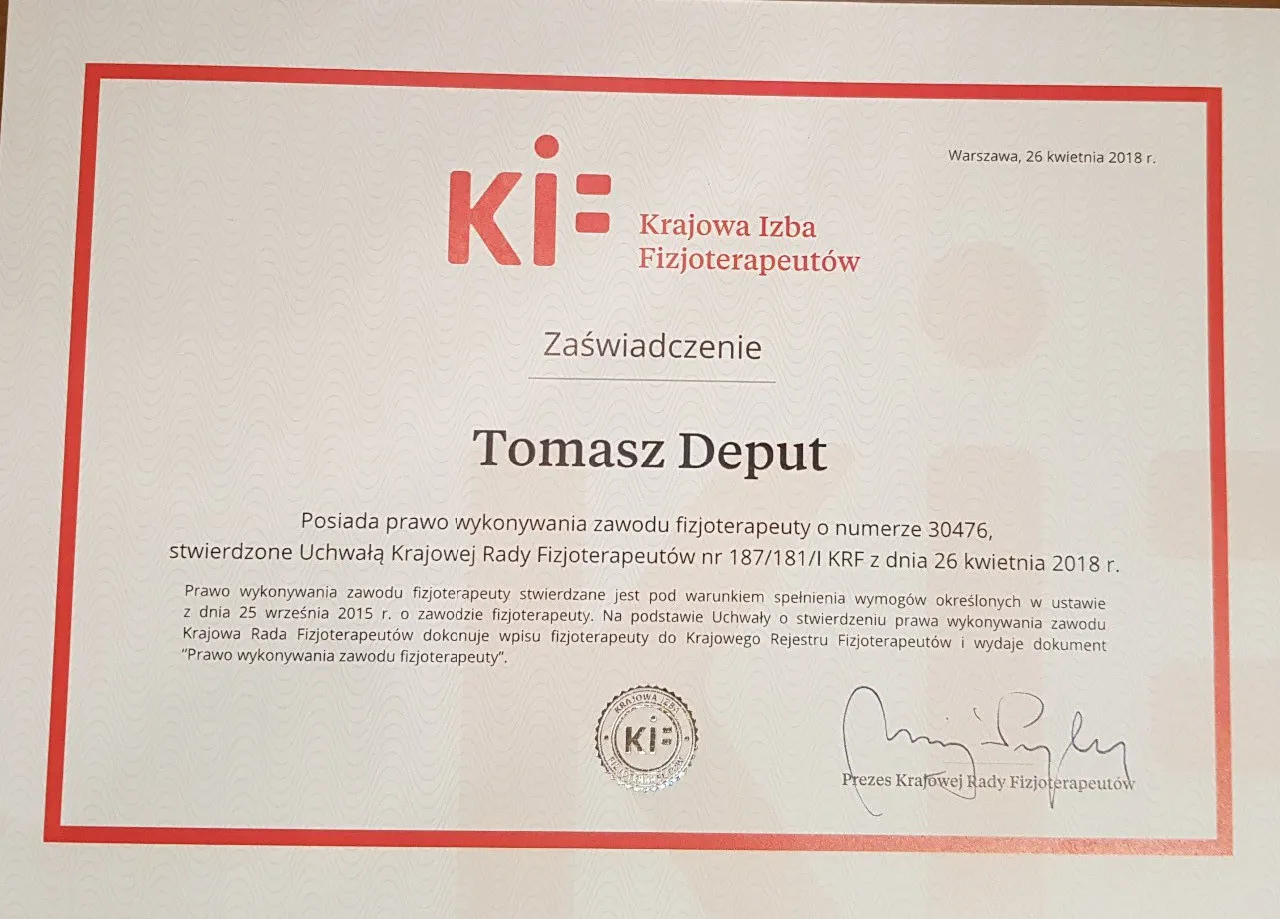 Warszawa, 26 kwietnia 2018 r.
KIF
Krajowa Izba
Fizjoterapeutów
Zaświadczenie
Tomasz Deput
Posiada prawo wykonywania zawodu fizjoterapeuty o numerze 30476,
stwierdzone Uchwałą Krajowej Rady Fizjoterapeutów nr 187/181/I KRF z dnia 26 kwietnia 2018 r.
Prawo wykonywania zawodu fizjoterapeuty stwierdzane jest pod warunkiem spełnienia wymogów określonych w ustawie
z dnia 25 września 2015 r. o zawodzie fizjoterapeuty. Na podstawie Uchwały o stwierdzeniu prawa wykonywania zawodu
Krajowa Rada Fizjoterapeutów dokonuje wpisu fizjoterapeuty do Krajowego Rejestru Fizjoterapeutów i wydaje dokument
"Prawo wykonywania zawodu fizjoterapeuty".
KRAJOWA IZBA
KIF
FIZJOTERAPEUTÓW
Prezes Krajowej Rady Fizjoterapeutów